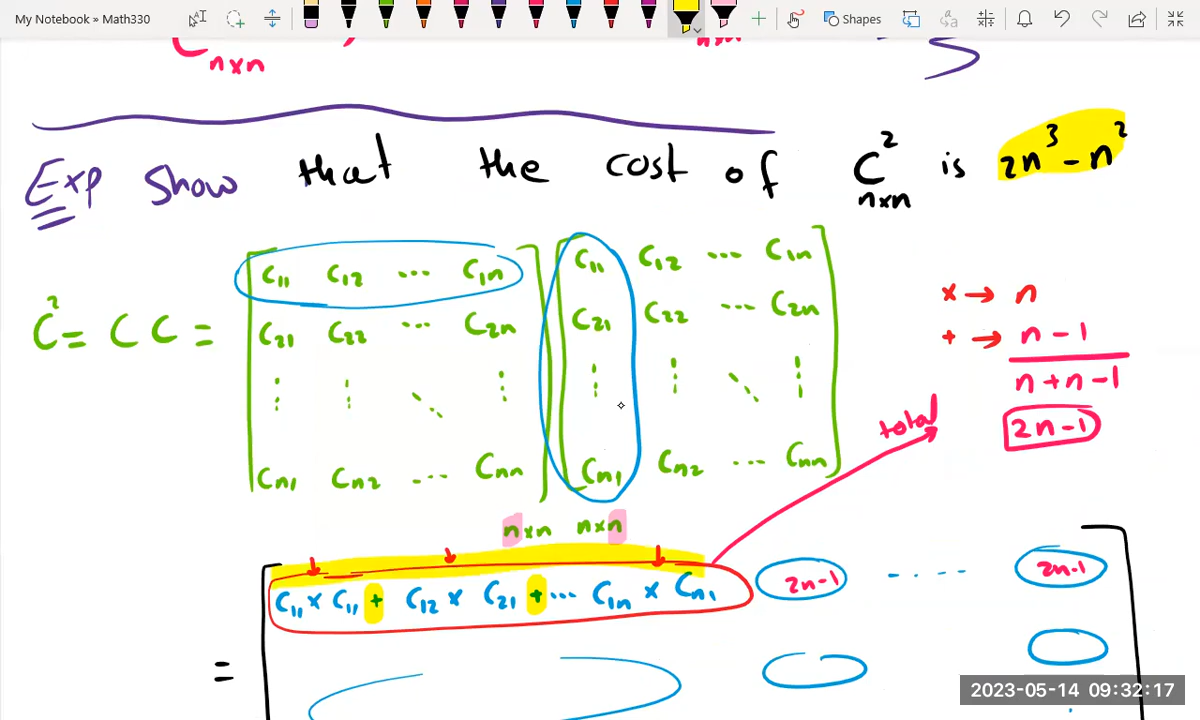 My Notebook » Math330
Shapes
C n×n , n×n
Exp Show that the cost of C² n×n is 2n³ - n²
C² = C C = [ C11 C12 ... C1n ] [ C11 C12 ... C1n ]
C21 C22 ... C2n C21 C22 ... C2n
⋮ ⋮ ⋱ ⋮ ⋮ ⋮ ⋱ ⋮
Cn1 Cn2 ... Cnn Cn1 Cn2 ... Cnn
× → n
+ → n - 1
n + n - 1
total 2n - 1
n×n n×n
= [ C11 × C11 + C12 × C21 + ... C1n × Cn1 2n-1 ..... 2n-1 ]
2023-05-14 09:32:17